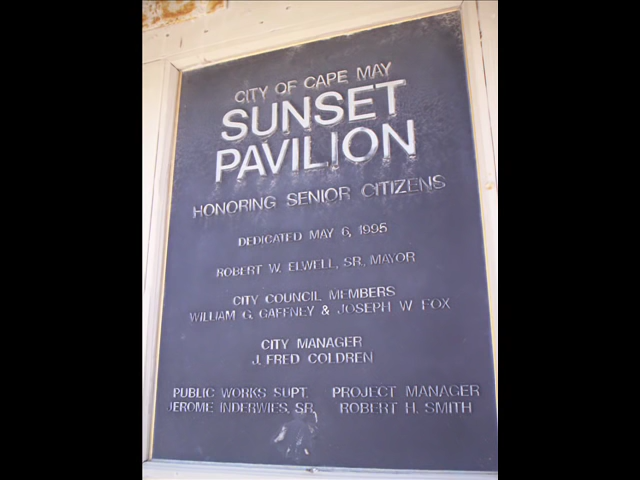 CITY OF CAPE MAY
SUNSET
PAVILION
HONORING SENIOR CITIZENS
DEDICATED MAY 6, 1995
ROBERT W. ELWELL, SR., MAYOR
CITY COUNCIL MEMBERS
WILLIAM G. GAFFNEY & JOSEPH W FOX
CITY MANAGER
J. FRED COLDREN
PUBLIC WORKS SUPT. PROJECT MANAGER
JEROME INDERWIES, SR. ROBERT H. SMITH